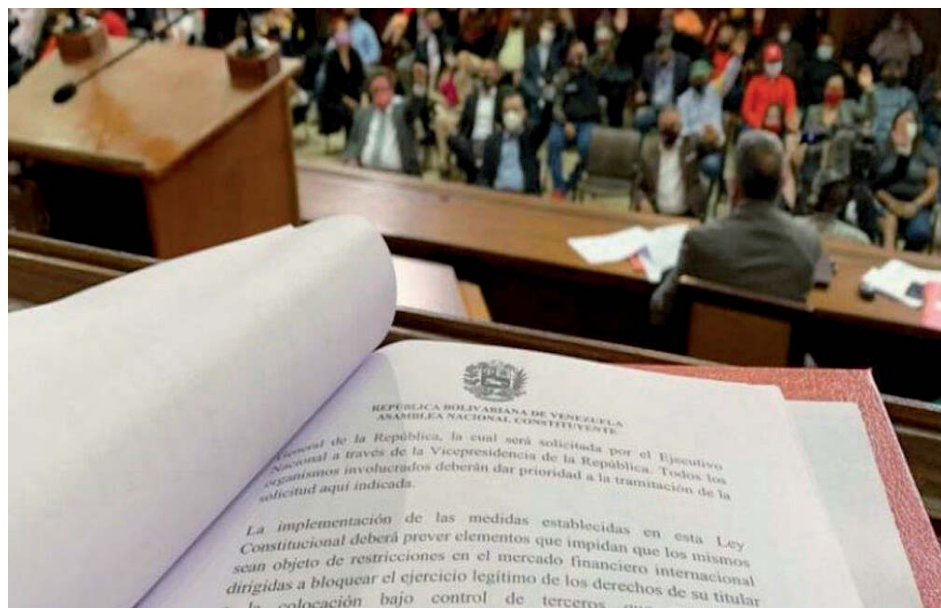 REPÚBLICA BOLIVARIANA DE VENEZUELA
ASAMBLEA NACIONAL CONSTITUYENTE
General de la República, la cual será solicitada por el Ejecutivo
Nacional a través de la Vicepresidencia de la República. Todos los
organismos involucrados deberán dar prioridad a la tramitación de la
solicitud aquí indicada.
La implementación de las medidas establecidas en esta Ley
Constitucional deberá prever elementos que impidan que los mismos
sean objeto de restricciones en el mercado financiero internacional
dirigidas a bloquear el ejercicio legítimo de los derechos de su titular
la colocación bajo control de terceros